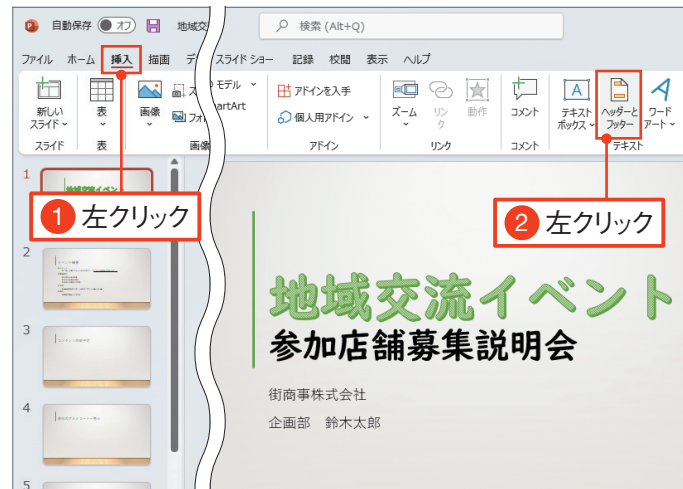 自動保存 オフ 地域交 検索 (Alt+Q)
ファイル ホーム 挿入 描画 デ スライド ショー 記録 校閲 表示 ヘルプ
新しい
スライド
表
画像
ス
フォ
モデル
artArt
アドインを入手
個人用アドイン
ズーム
リン
ク
動作
コメント
テキスト
ボックス
ヘッダーと
フッター
ワード
アート
スライド 表 画像 アドイン リンク コメント テキスト
1
1 左クリック
2 左クリック
2
イベント概要
3
4
5
地域交流イベント
参加店舗募集説明会
街商事株式会社
企画部 鈴木太郎